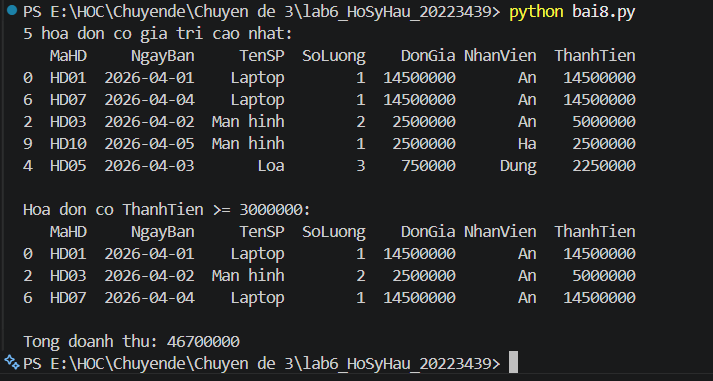 PS E:\HOC\Chuyende\Chuyen de 3\lab6_HoSyHau_20223439> python bai8.py
5 hoa don co gia tri cao nhat:
MaHD NgayBan TenSP SoLuong DonGia NhanVien ThanhTien
0 HD01 2026-04-01 Laptop 1 14500000 An 14500000
6 HD07 2026-04-04 Laptop 1 14500000 An 14500000
2 HD03 2026-04-02 Man hinh 2 2500000 An 5000000
9 HD10 2026-04-05 Man hinh 1 2500000 Ha 2500000
4 HD05 2026-04-03 Loa 3 750000 Dung 2250000
Hoa don co ThanhTien >= 3000000:
MaHD NgayBan TenSP SoLuong DonGia NhanVien ThanhTien
0 HD01 2026-04-01 Laptop 1 14500000 An 14500000
2 HD03 2026-04-02 Man hinh 2 2500000 An 5000000
6 HD07 2026-04-04 Laptop 1 14500000 An 14500000
Tong doanh thu: 46700000
PS E:\HOC\Chuyende\Chuyen de 3\lab6_HoSyHau_20223439>